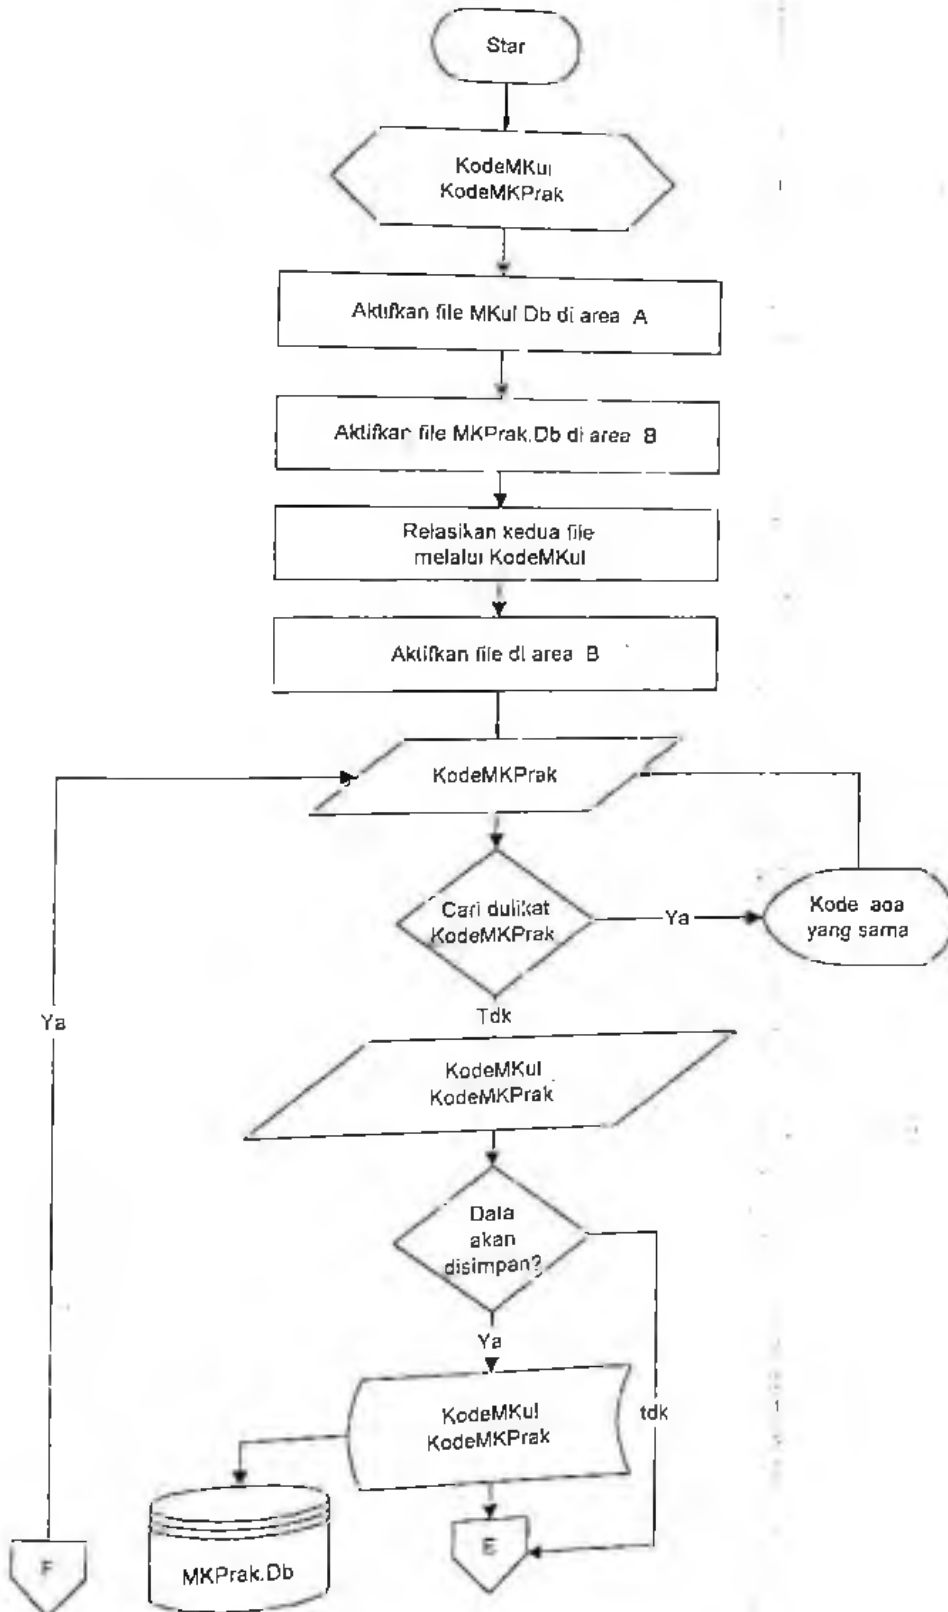 Star
KodeMKul
KodeMKPrak
Aktifkan file MKul Db di area A
Aktifkan file MKPrak.Db di area B
Relasikan kedua file
melalui KodeMKul
Aktifkan file di area B
KodeMKPrak
Cari dulikat
KodeMKPrak
Ya
Kode ada
yang sama
Ya
Tdk
KodeMKul
KodeMKPrak
Data
akan
disimpan?
Ya
KodeMKul
KodeMKPrak
tdk
E
F
MKPrak.Db